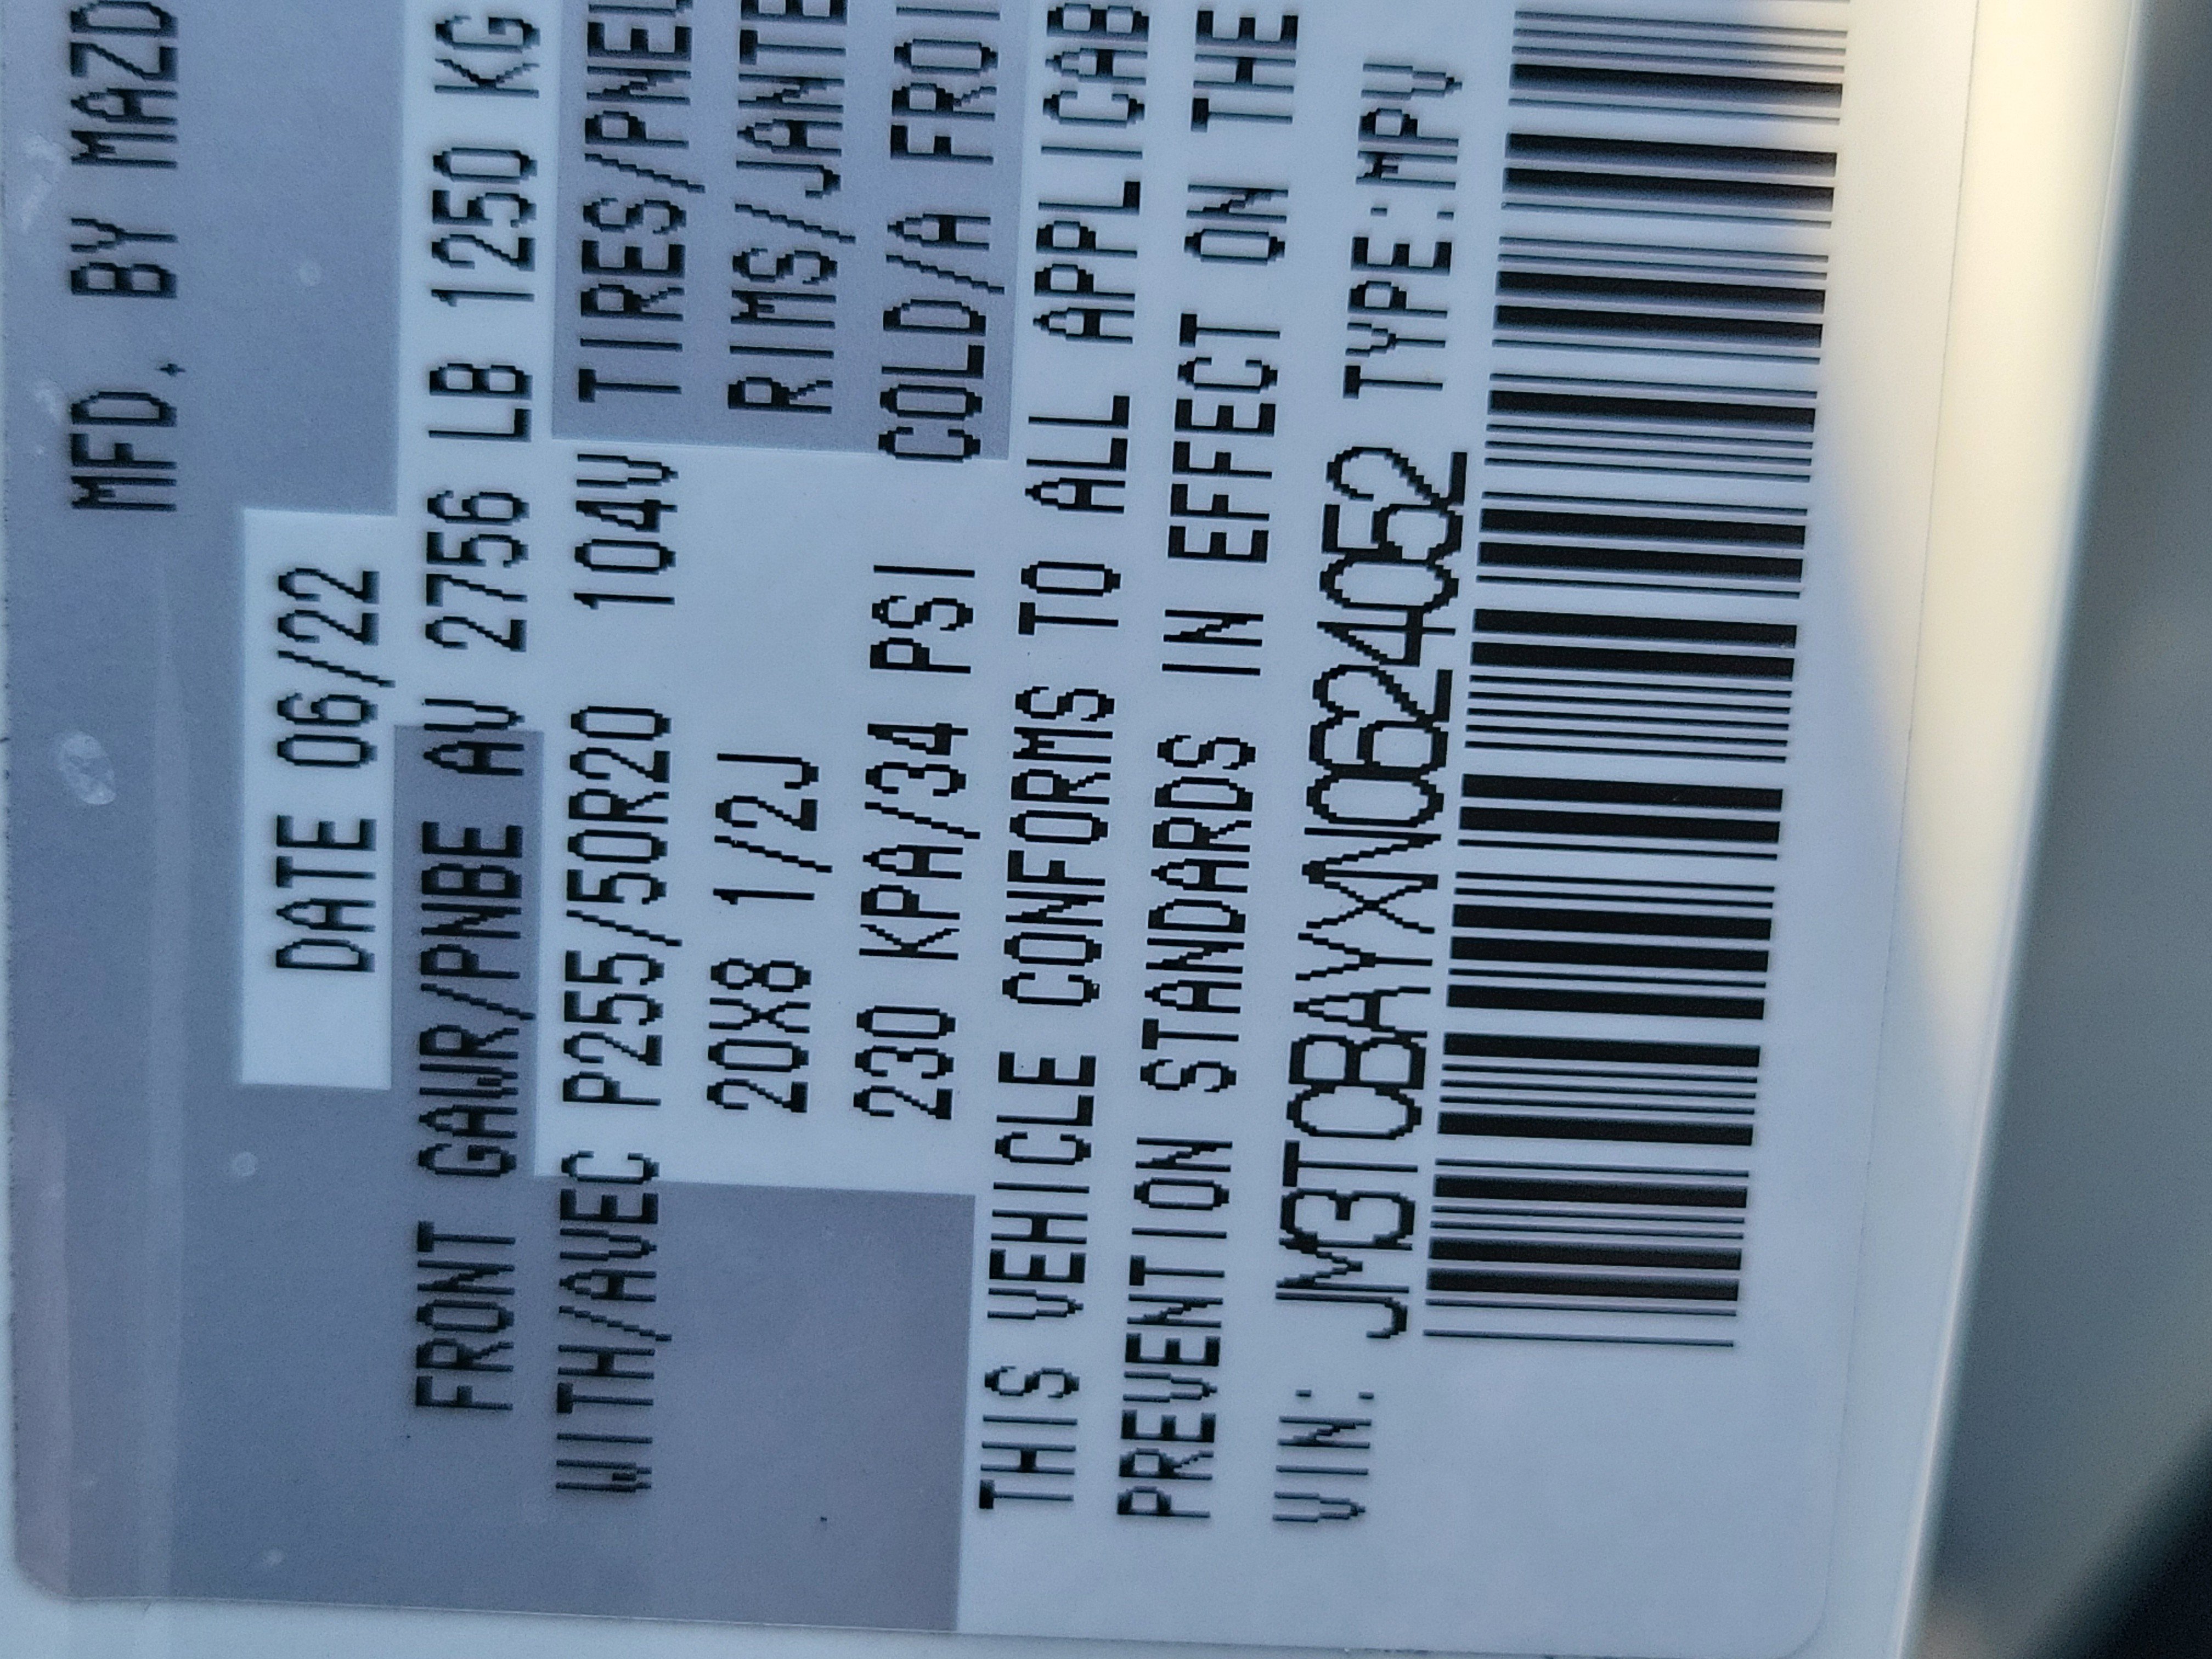 MFD. BY MAZD
DATE 06/22
FRONT GAWR/PNBE AV 2756 LB 1250 KG
WITH/AVEC P255/50R20 104V TIRES/PNEU
20X8 1/2J RIMS/JANTE
230 KPA/34 PSI COLD/A FROI
THIS VEHICLE CONFORMS TO ALL APPLICAB
PREVENTION STANDARDS IN EFFECT ON THE
VIN: JM3TCBAYXN0624052 TYPE:MPV